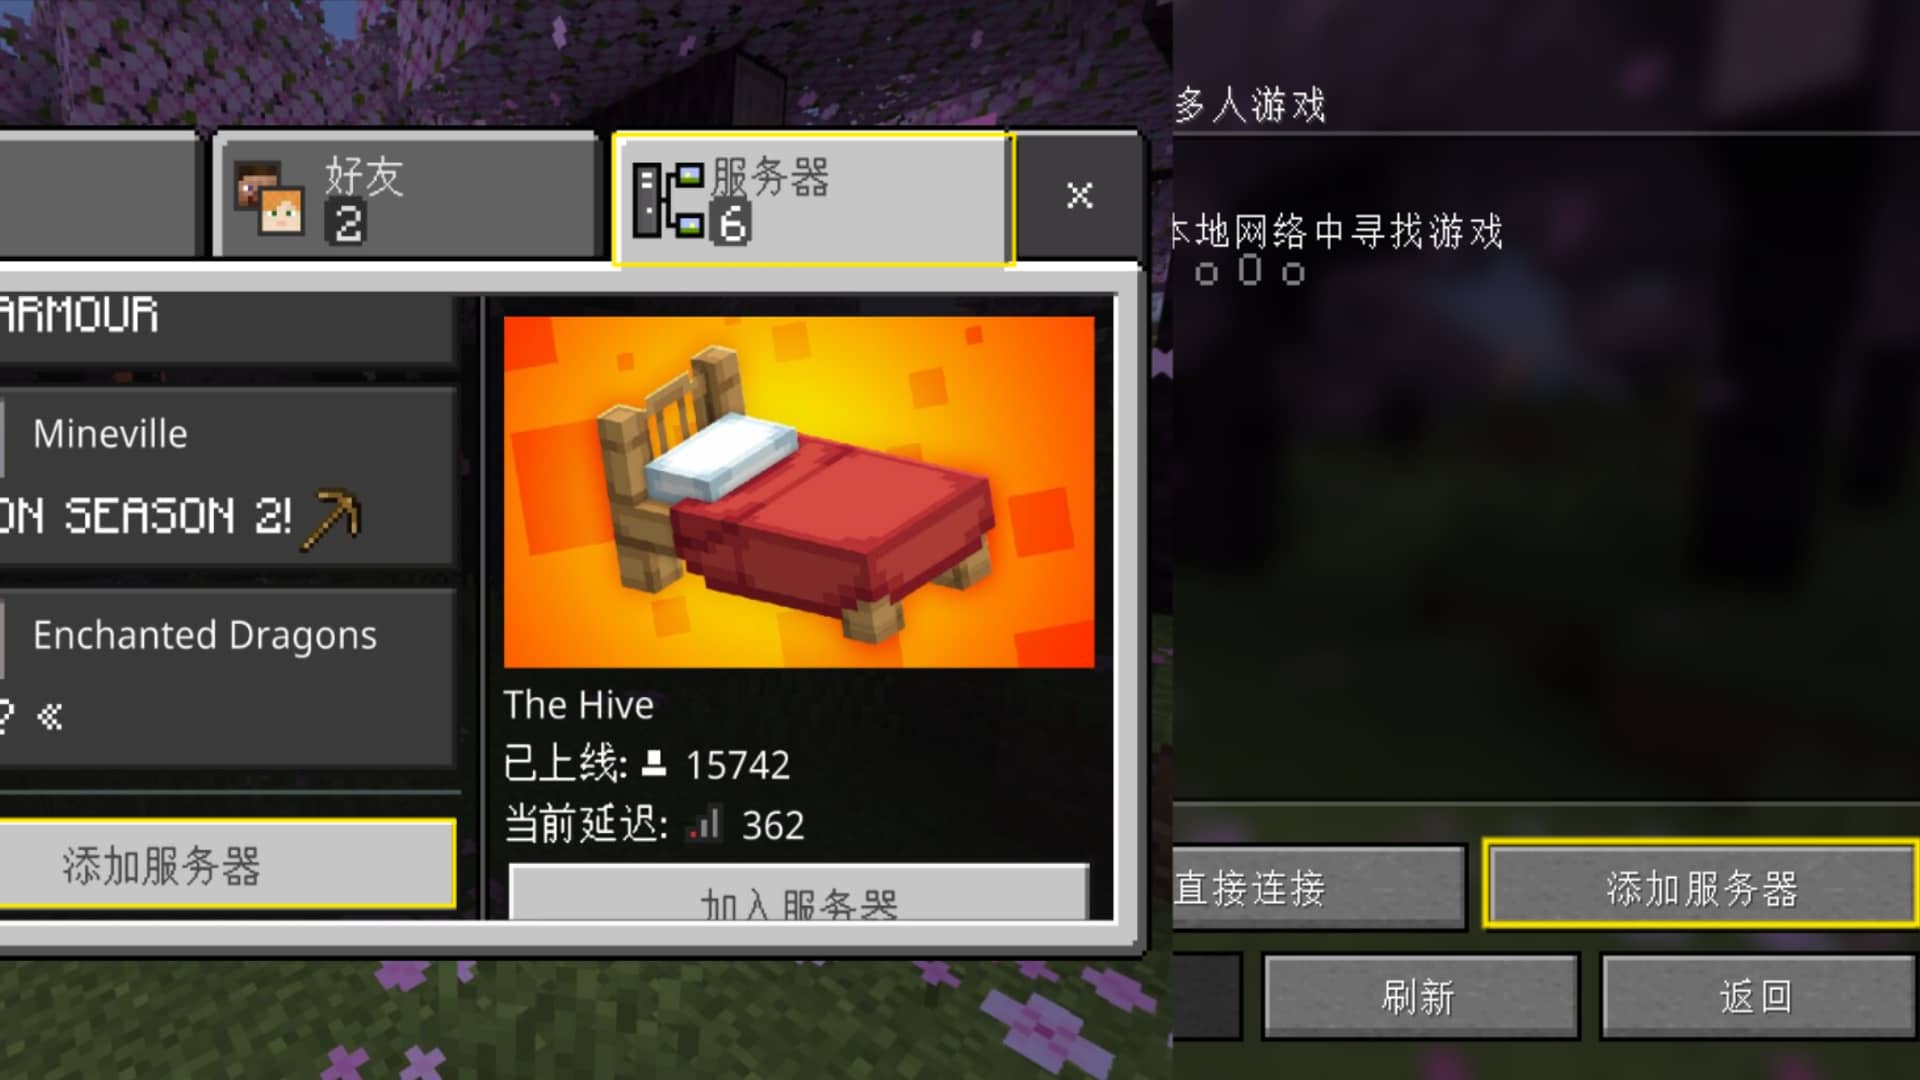 好友
2
服务器
6
ARMOUR
Mineville
ON SEASON 2!
Enchanted Dragons
? «
添加服务器
The Hive
已上线: 15742
当前延迟: 362
加入服务器
多人游戏
本地网络中寻找游戏
o O o
直接连接
添加服务器
刷新
返回